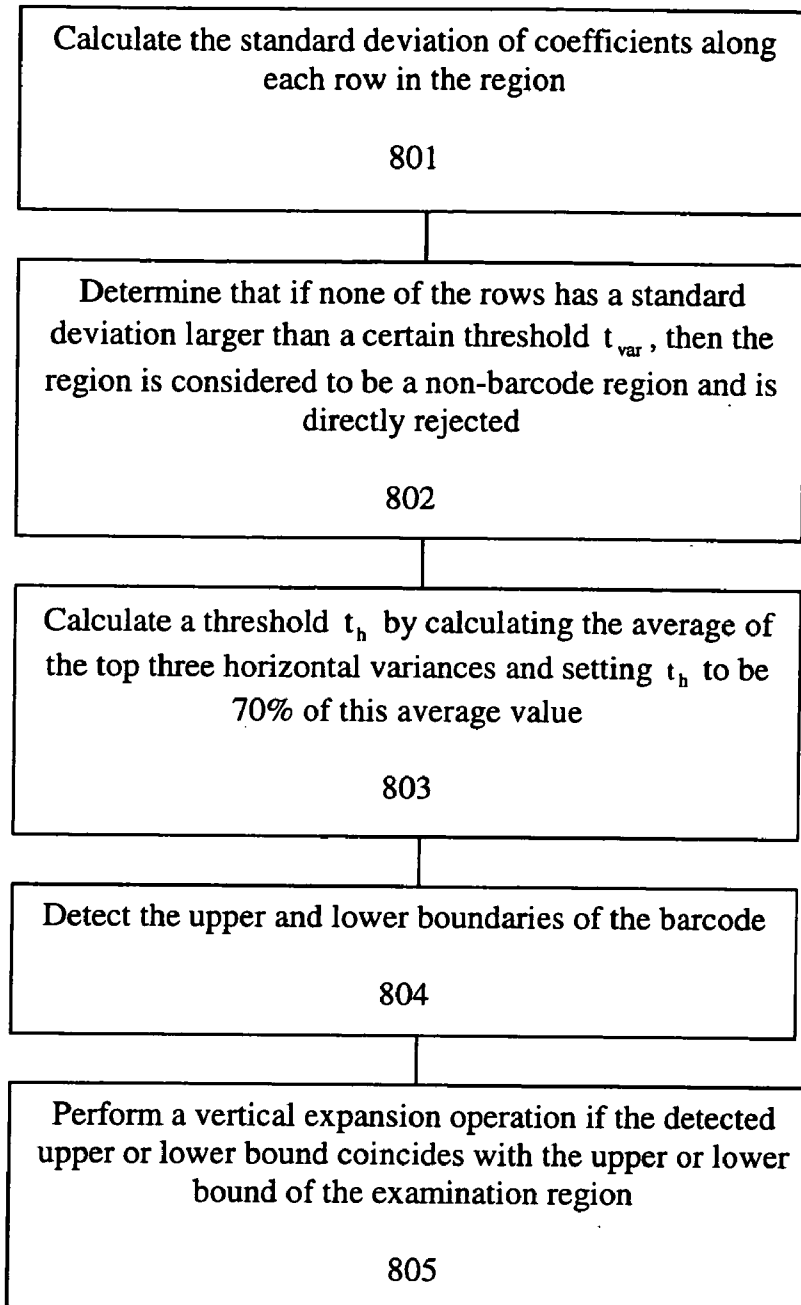 Calculate the standard deviation of coefficients along
each row in the region
801
Determine that if none of the rows has a standard
deviation larger than a certain threshold t_var, then the
region is considered to be a non-barcode region and is
directly rejected
802
Calculate a threshold t_h by calculating the average of
the top three horizontal variances and setting t_h to be
70% of this average value
803
Detect the upper and lower boundaries of the barcode
804
Perform a vertical expansion operation if the detected
upper or lower bound coincides with the upper or lower
bound of the examination region
805